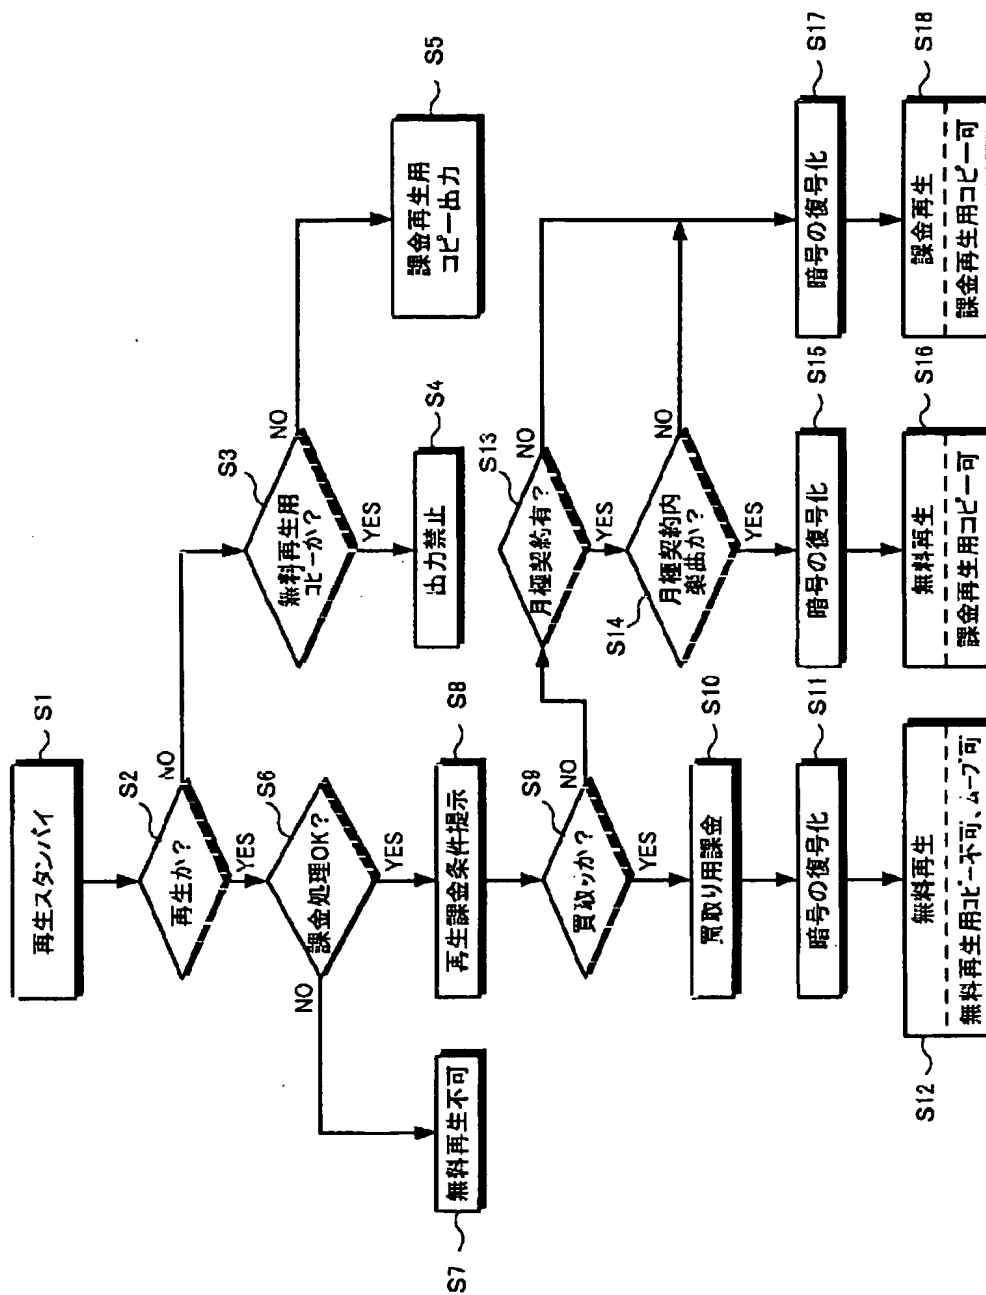 再生スタンバイ
S1
再生か?
S2
NO
YES
無料再生用
コピーか?
S3
NO
YES
出力禁止
S4
課金再生用
コピー出力
S5
課金処理OK?
S6
NO
YES
無料再生不可
S7
再生課金条件提示
S8
買取りか?
S9
NO
YES
買取り用課金
S10
暗号の復号化
S11
無料再生
無料再生用コピー不可、ムーブ可
S12
月極契約有?
S13
NO
YES
月極契約内
楽曲か?
S14
NO
YES
暗号の復号化
S15
無料再生
課金再生用コピー可
S16
暗号の復号化
S17
課金再生
課金再生用コピー可
S18